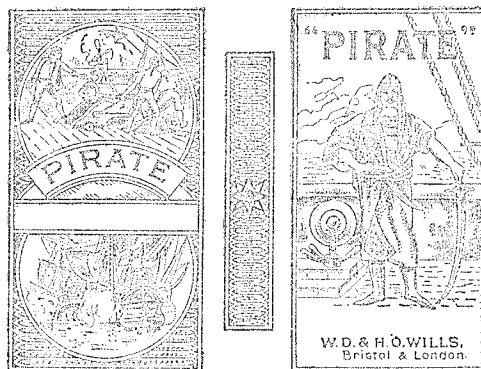 PIRATE
"PIRATE"
W. D. & H. O. WILLS,
Bristol & London.